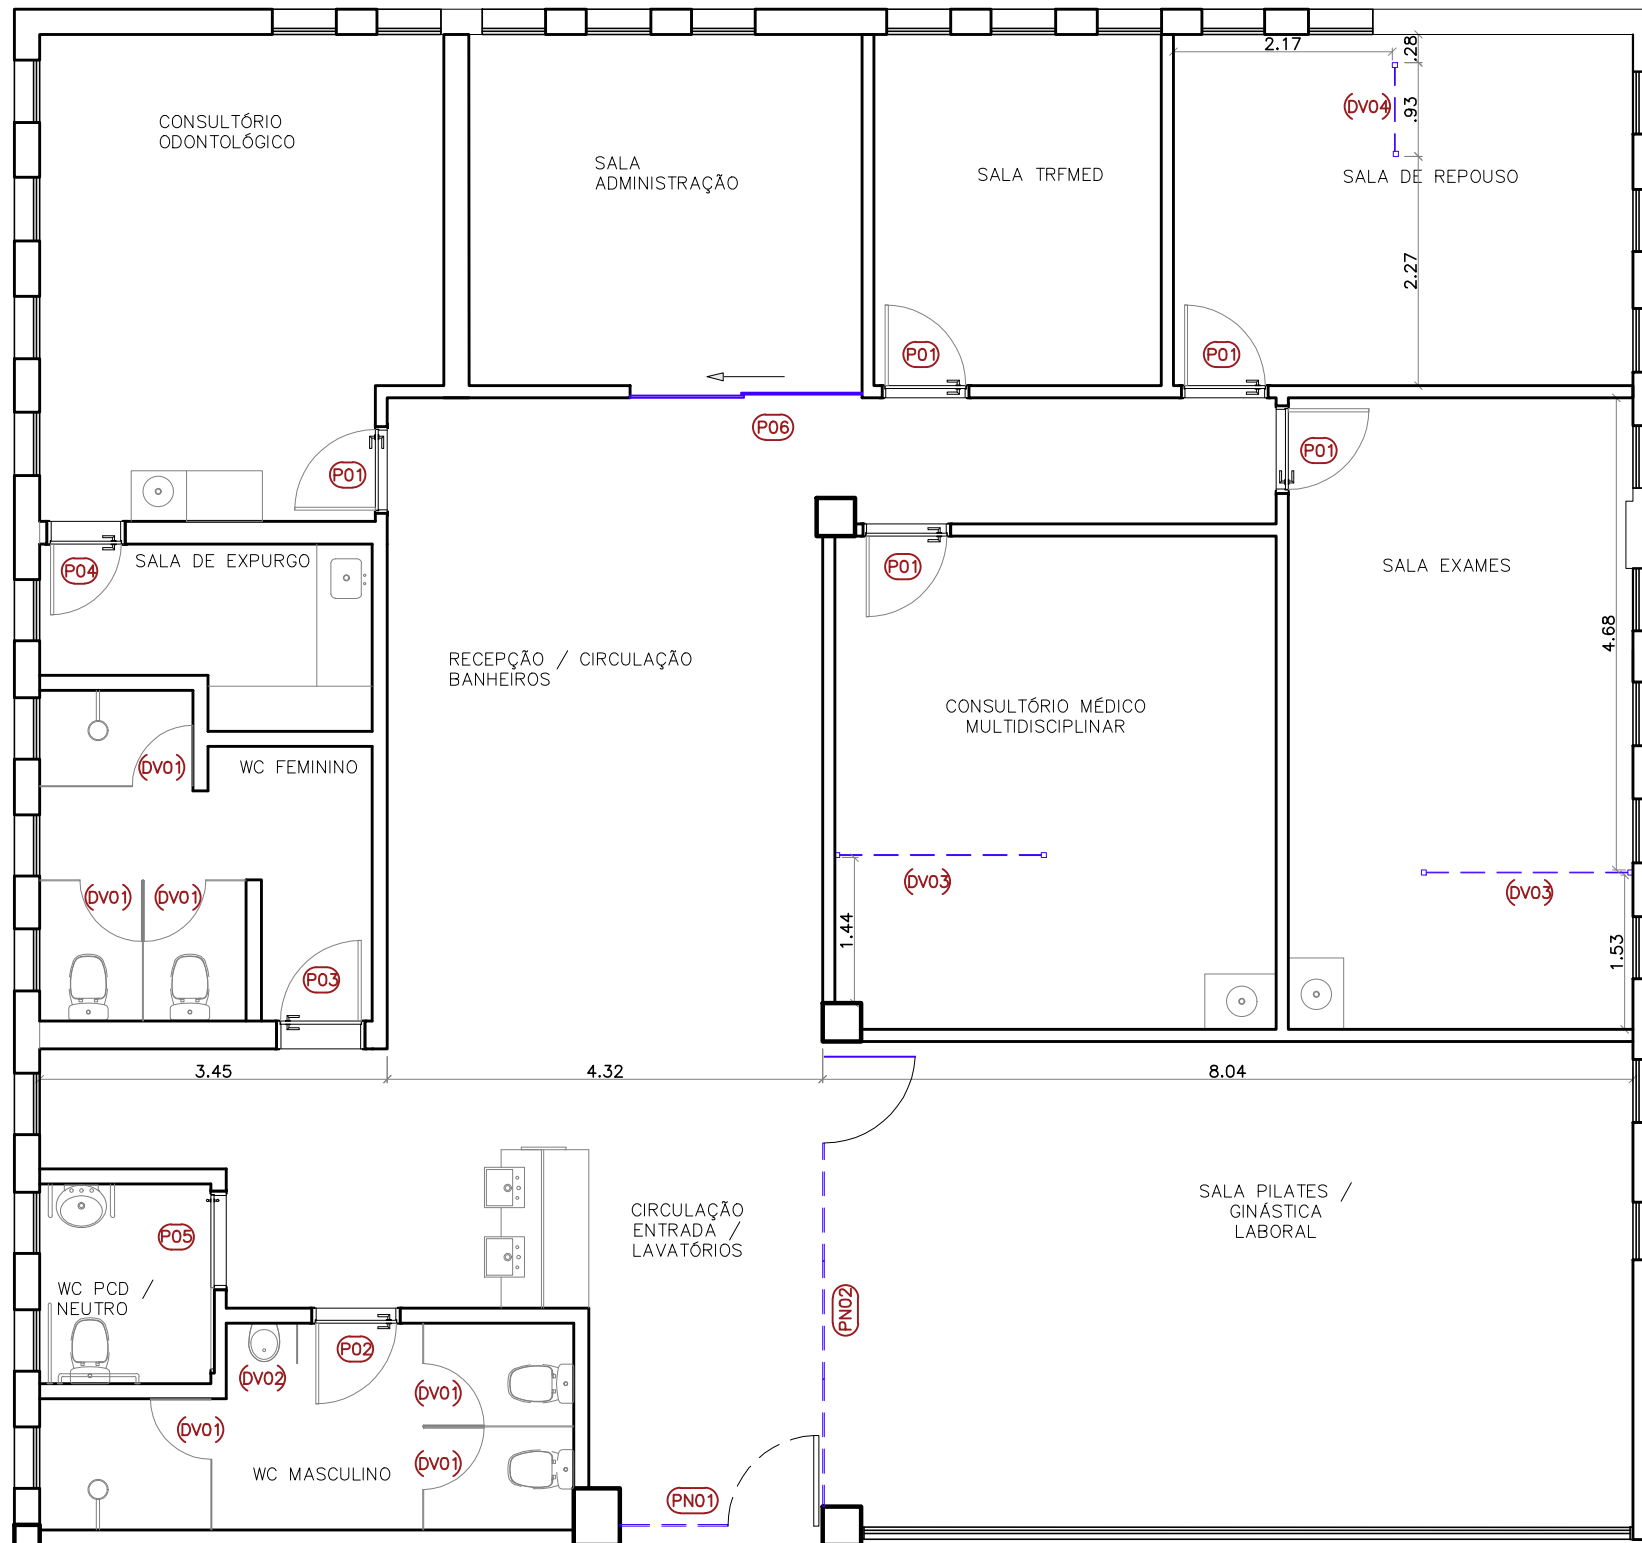 2.17
.28
(DV04)
.93
CONSULTÓRIO
ODONTOLÓGICO
SALA
ADMINISTRAÇÃO
SALA TRFMED
SALA DE REPOUSO
2.27
P01
P01
P06
P01
P01
SALA DE EXPURGO
P04
P01
SALA EXAMES
4.68
RECEPÇÃO / CIRCULAÇÃO
BANHEIROS
CONSULTÓRIO MÉDICO
MULTIDISCIPLINAR
(DV01)
WC FEMININO
(DV03)
(DV03)
(DV01)
(DV01)
1.44
1.53
P03
3.45
4.32
8.04
SALA PILATES /
GINÁSTICA
LABORAL
CIRCULAÇÃO
ENTRADA /
LAVATÓRIOS
P05
WC PCD /
NEUTRO
PN02
P02
(DV02)
(DV01)
(DV01)
(DV01)
WC MASCULINO
PN01